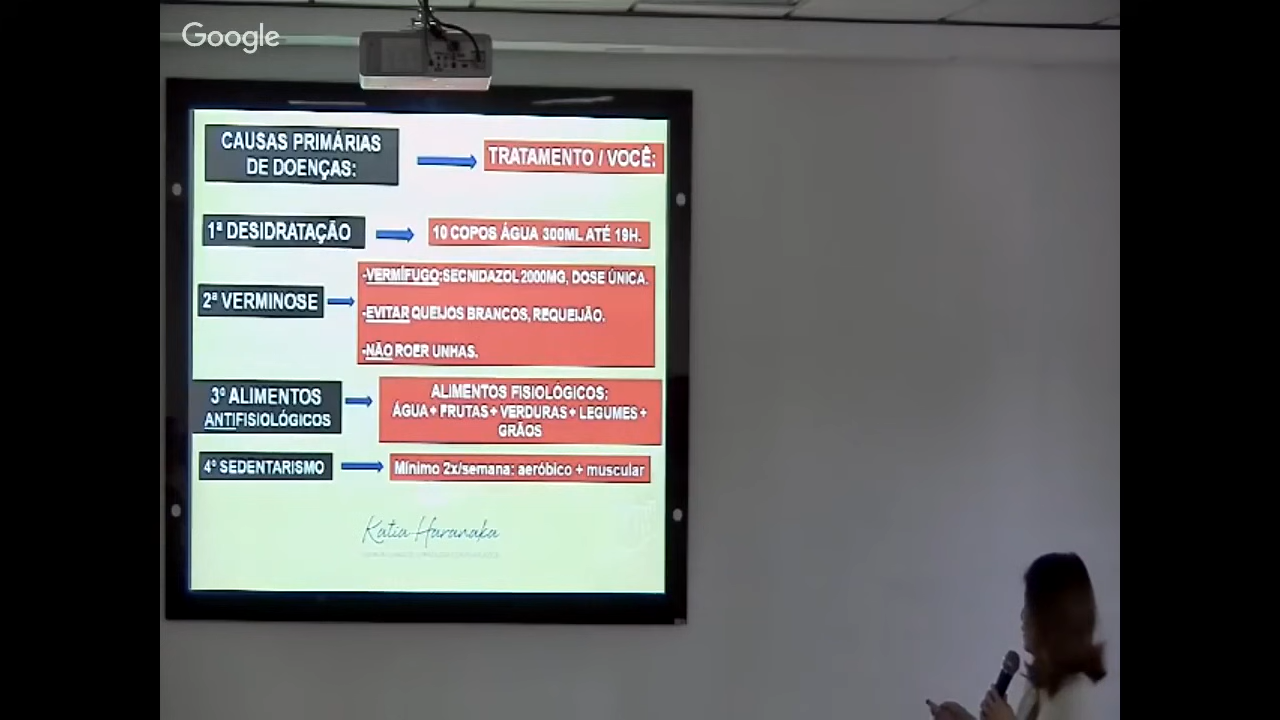 Google
CAUSAS PRIMÁRIAS
DE DOENÇAS:
TRATAMENTO / VOCÊ:
1ª DESIDRATAÇÃO
10 COPOS ÁGUA 300ML ATÉ 19H.
2ª VERMINOSE
-VERMÍFUGO:SECNIDAZOL 2000MG, DOSE ÚNICA.
-EVITAR QUEIJOS BRANCOS, REQUEIJÃO.
-NÃO ROER UNHAS.
3º ALIMENTOS
ANTIFISIOLÓGICOS
ALIMENTOS FISIOLÓGICOS:
ÁGUA + FRUTAS + VERDURAS + LEGUMES +
GRÃOS
4º SEDENTARISMO
Mínimo 2x/semana: aeróbico + muscular
Katia Haranaka